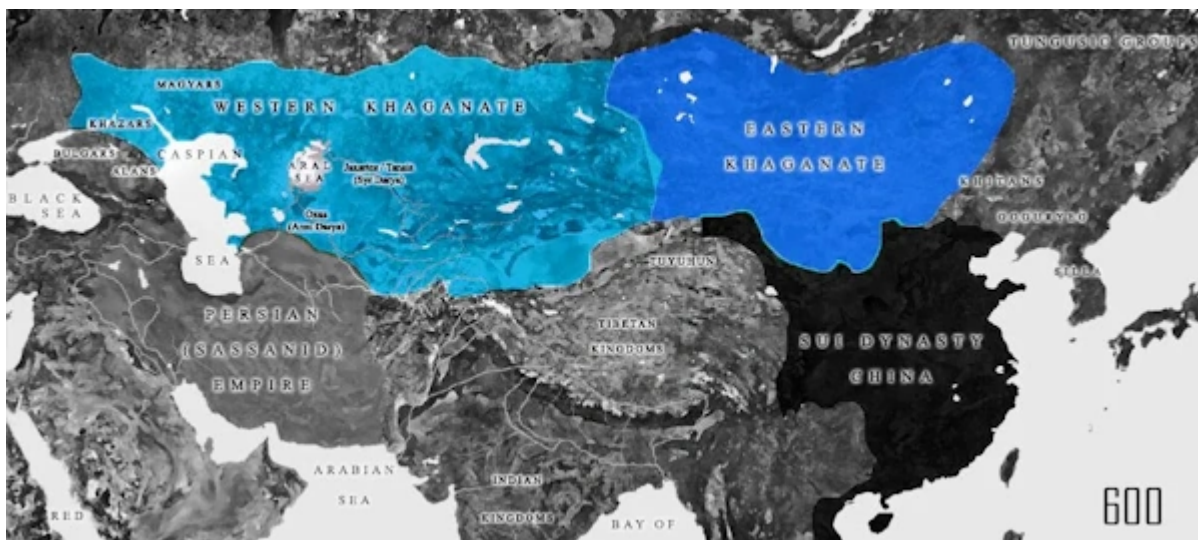 TUNGUSIC GROUPS
MAGYARS
WESTERN KHAGANATE
KHAZARS
EASTERN
KHAGANATE
BULGARS
CASPIAN
ALANS
ARAL
SEA
Jaxartes / Tanais
(Syr Darya)
KHITANS
BLACK
SEA
Oxus
(Amu Darya)
OGGURYEO
SEA
TUYUHUN
SILLA
PERSIAN
(SASSANID)
EMPIRE
TIBETAN
KINGDOMS
SUI DYNASTY
CHINA
ARABIAN
SEA
INDIAN
KINGDOMS
RED
BAY OF
600